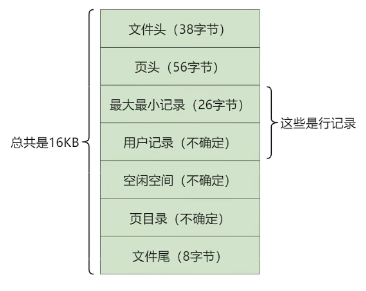 文件头（38字节）
页头（56字节）
最大最小记录（26字节）
用户记录（不确定）
空闲空间（不确定）
页目录（不确定）
文件尾（8字节）
总共是16KB
这些是行记录